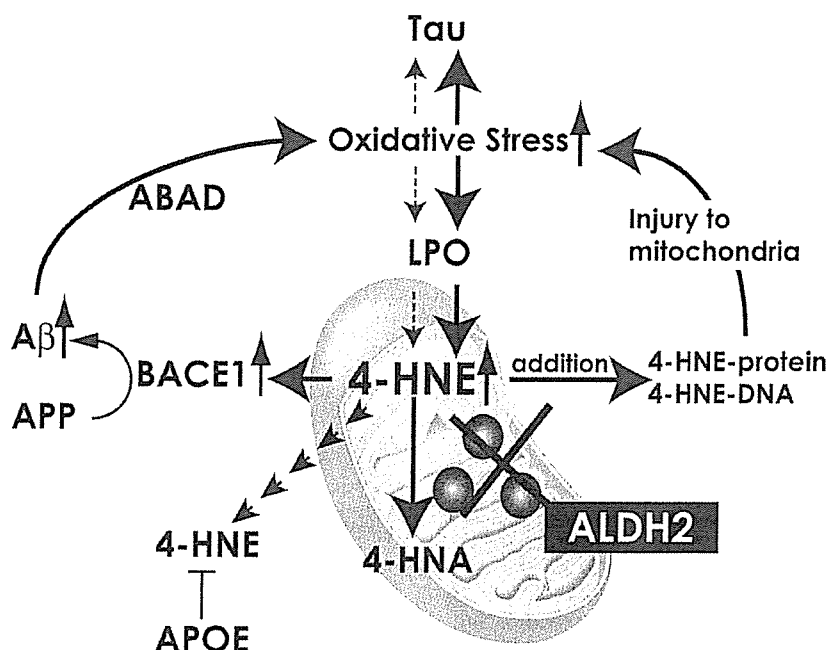 Tau
Oxidative Stress
ABAD
Injury to
mitochondria
LPO
Aβ
BACE1
4-HNE
addition
4-HNE-protein
4-HNE-DNA
APP
ALDH2
4-HNE
4-HNA
APOE